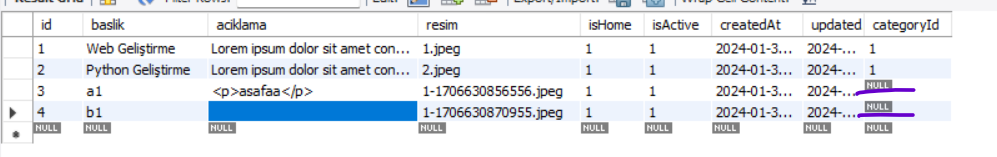 Result Grid Filter Rows: Edit: Export/Import: Wrap Cell Content:
id baslik aciklama resim isHome isActive createdAt updated categoryId
1 Web Geliştirme Lorem ipsum dolor sit amet con... 1.jpeg 1 1 2024-01-3... 2024-... 1
2 Python Geliştirme Lorem ipsum dolor sit amet con... 2.jpeg 1 1 2024-01-3... 2024-... 1
3 a1 <p>asafaa</p> 1-1706630856556.jpeg 1 1 2024-01-3... 2024-... NULL
4 b1 1-1706630870955.jpeg 1 1 2024-01-3... 2024-... NULL
NULL NULL NULL NULL NULL NULL NULL NULL NULL